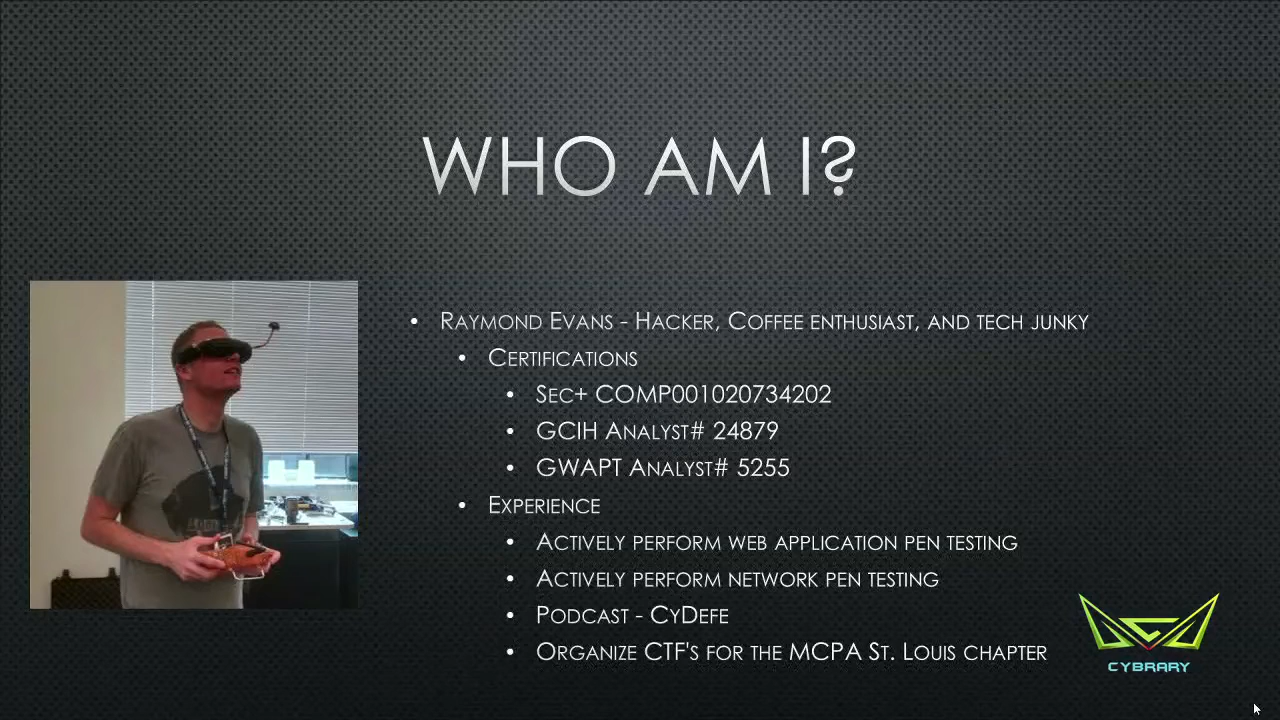 WHO AM I?
RAYMOND EVANS - HACKER, COFFEE ENTHUSIAST, AND TECH JUNKY
CERTIFICATIONS
SEC+ COMP001020734202
GCIH ANALYST# 24879
GWAPT ANALYST# 5255
EXPERIENCE
ACTIVELY PERFORM WEB APPLICATION PEN TESTING
ACTIVELY PERFORM NETWORK PEN TESTING
PODCAST - CYDEFE
ORGANIZE CTF'S FOR THE MCPA ST. LOUIS CHAPTER
CYBRARY